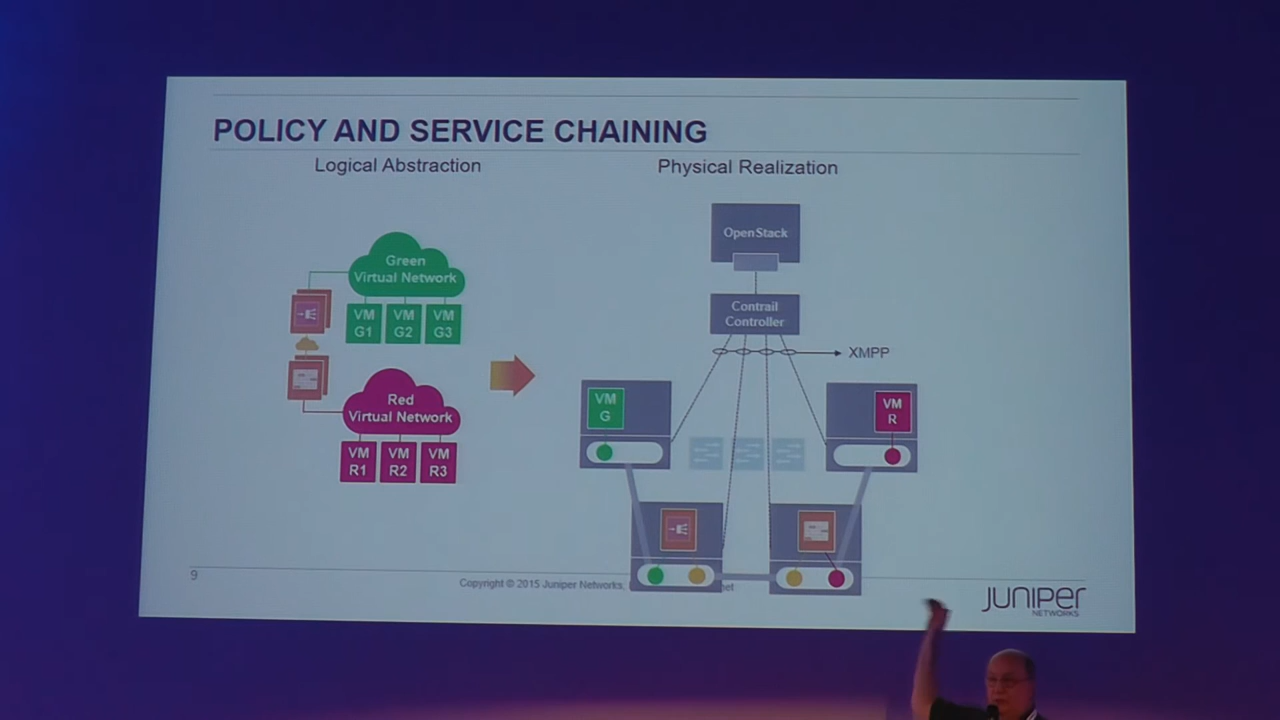 POLICY AND SERVICE CHAINING
Logical Abstraction
Physical Realization
Green
Virtual Network
VM
G1
VM
G2
VM
G3
Red
Virtual Network
VM
R1
VM
R2
VM
R3
OpenStack
Contrail
Controller
XMPP
VM
G
VM
R
9
Copyright © 2015 Juniper Networks,
JUNIPER
NETWORKS